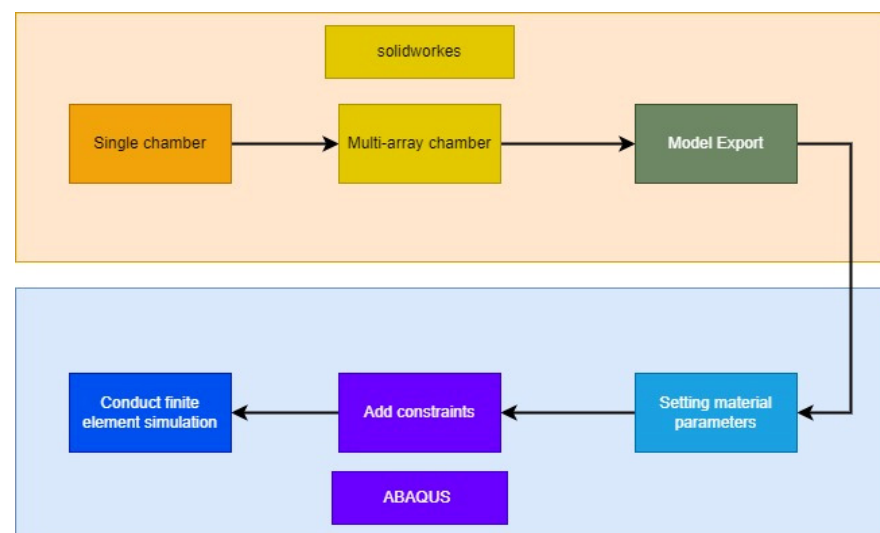 solidworkes
Single chamber
Multi-array chamber
Model Export
Conduct finite
element simulation
Add constraints
Setting material
parameters
ABAQUS